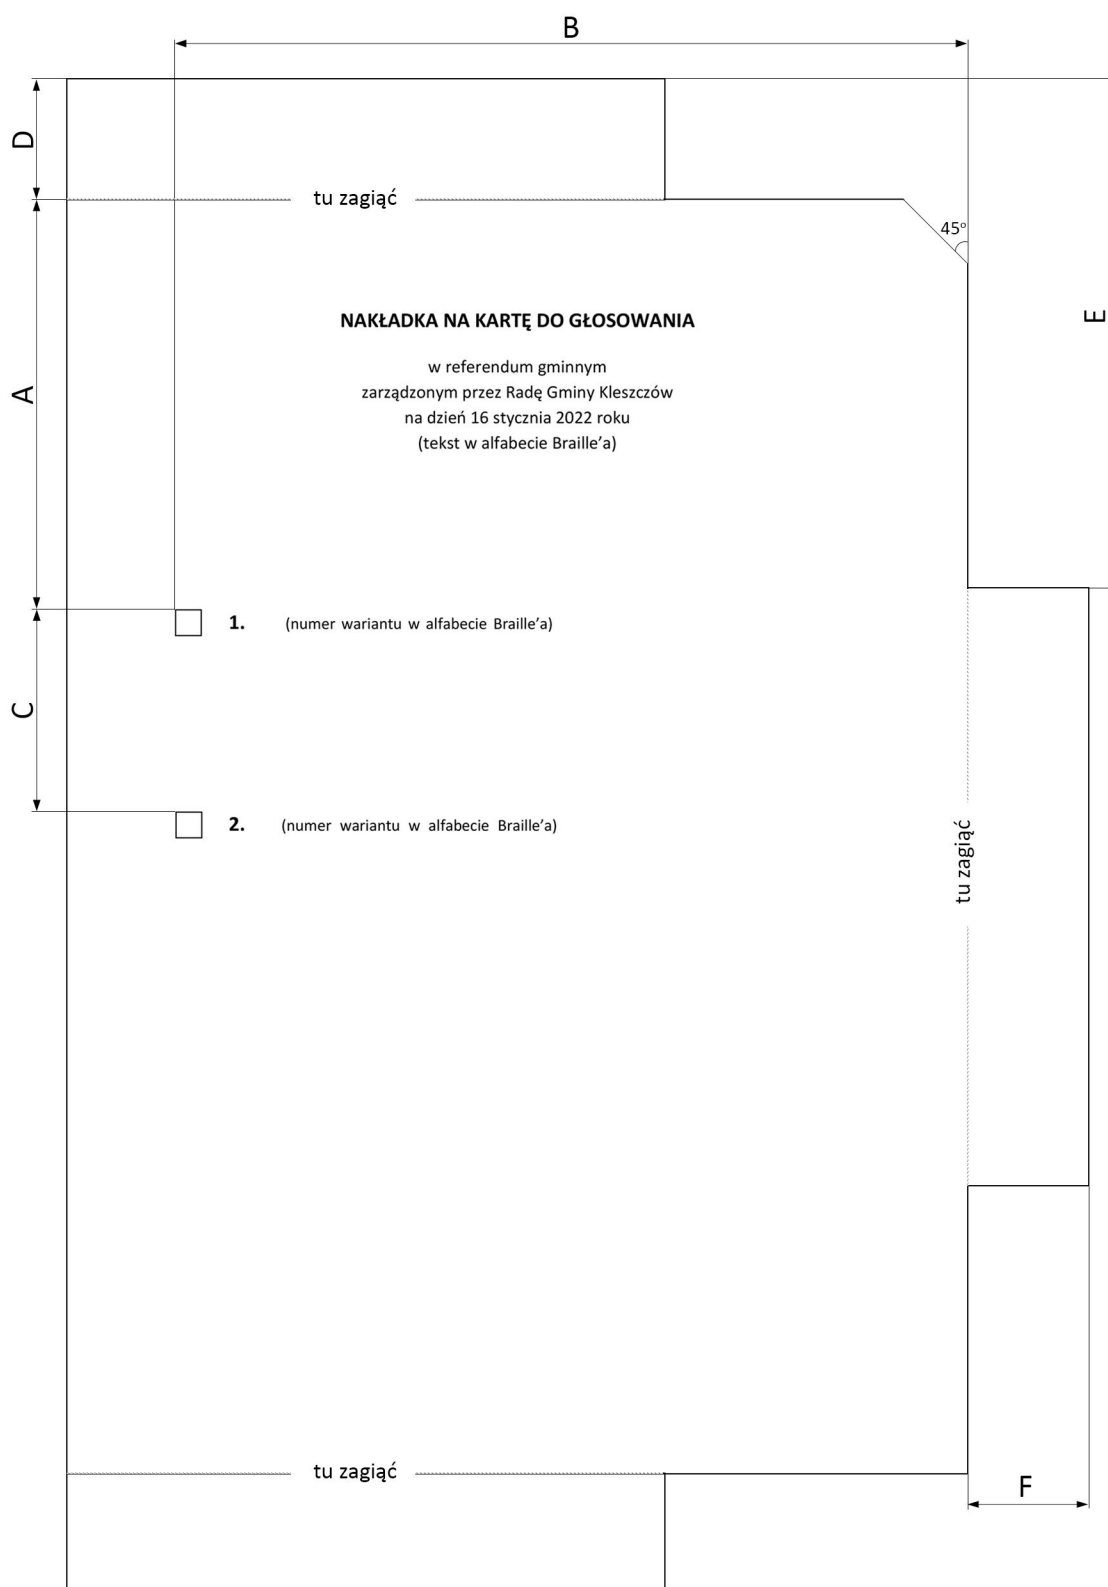 B
D
tu zagiąć
45°
E
NAKŁADKA NA KARTĘ DO GŁOSOWANIA
w referendum gminnym
A
zarządzonym przez Radę Gminy Kleszczów
na dzień 16 stycznia 2022 roku
(tekst w alfabecie Braille’a)
1. (numer wariantu w alfabecie Braille’a)
C
2. (numer wariantu w alfabecie Braille’a)
tu zagiąć
tu zagiąć
F